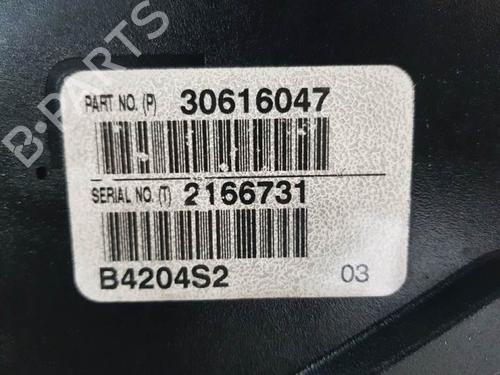 PART NO. (P) 30616047
SERIAL NO. (T) 2166731
B4204S2 03
B-PARTS